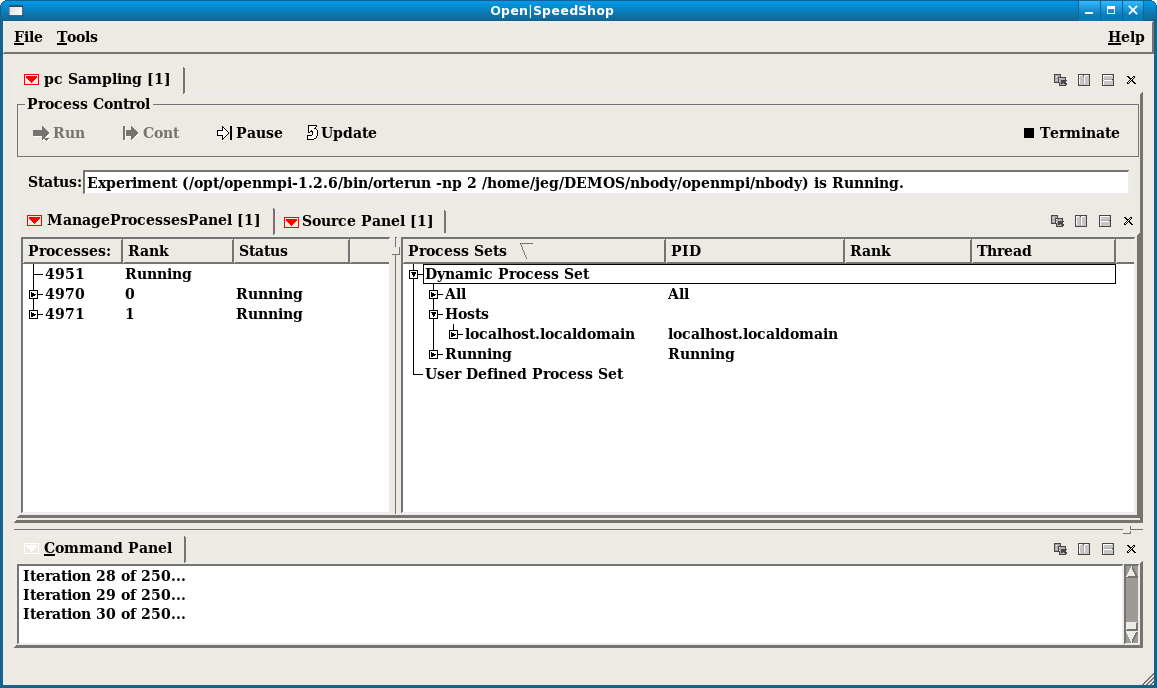 Open|SpeedShop
File Tools Help
pc Sampling [1]
Process Control
Run Cont Pause Update Terminate
Status: Experiment (/opt/openmpi-1.2.6/bin/orterun -np 2 /home/jeg/DEMOS/nbody/openmpi/nbody) is Running.
ManageProcessesPanel [1] Source Panel [1]
Processes: Rank Status
4951 Running
4970 0 Running
4971 1 Running
Process Sets PID Rank Thread
Dynamic Process Set
All All
Hosts
localhost.localdomain localhost.localdomain
Running Running
User Defined Process Set
Command Panel
Iteration 28 of 250...
Iteration 29 of 250...
Iteration 30 of 250...